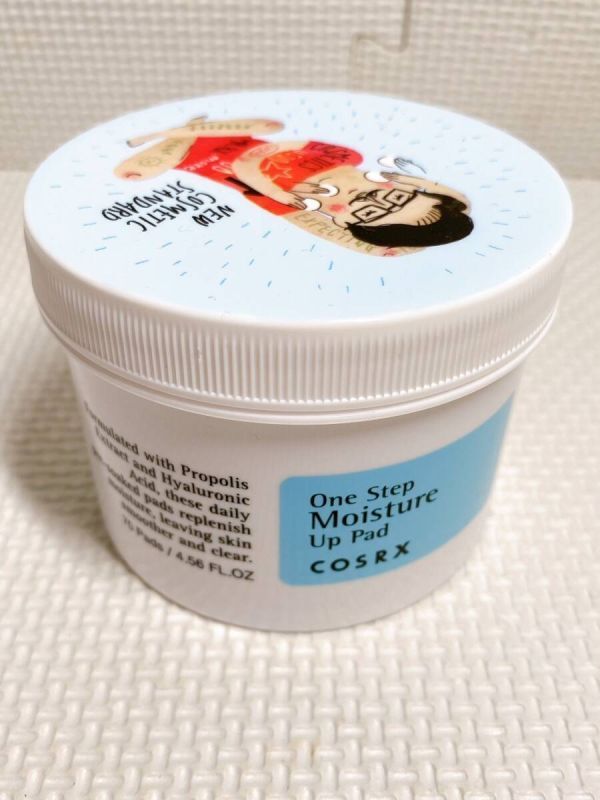 NEW
COSMETIC
STANDARD
Formulated with Propolis
Extract and Hyaluronic
Acid, these daily
pre-soaked pads replenish
moisture, leaving skin
smoother and clear.
70 Pads / 4.56 FL.OZ
One Step
Moisture
Up Pad
COSRX